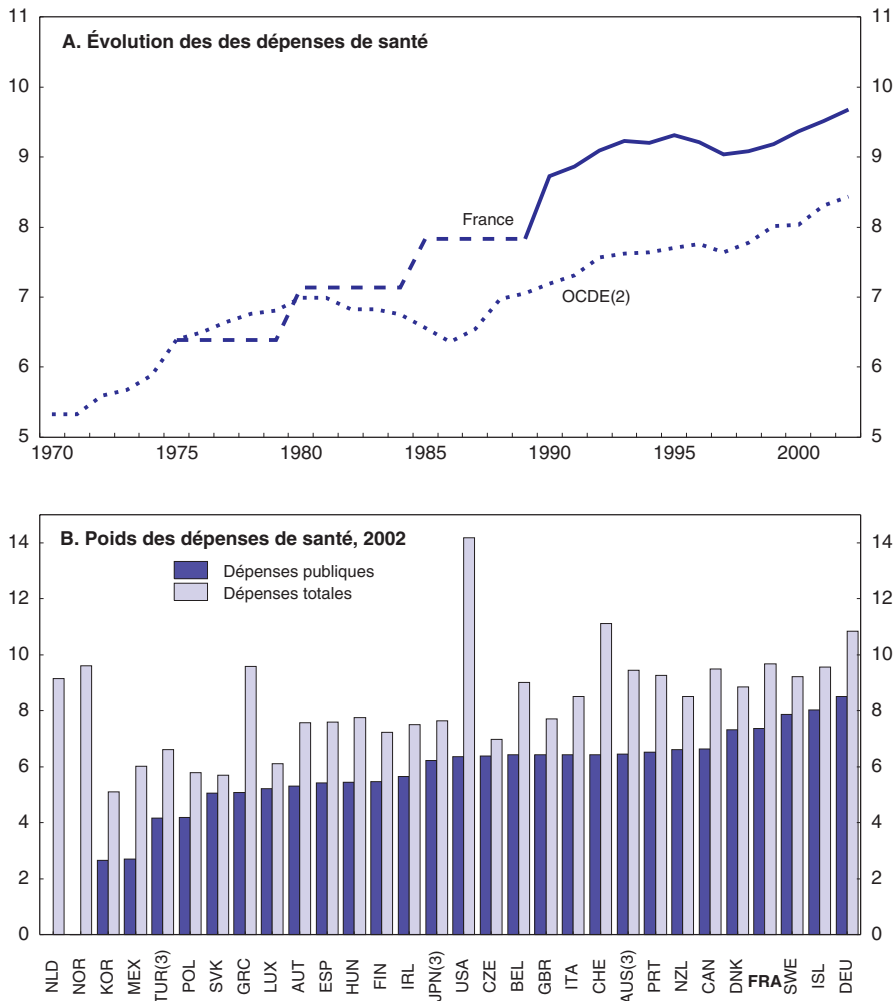 11 11
A. Évolution des des dépenses de santé
10 10
9 9
8 8
France
7 7
OCDE(2)
6 6
5 5
1970 1975 1980 1985 1990 1995 2000
14 14
B. Poids des dépenses de santé, 2002
Dépenses publiques
Dépenses totales
12 12
10 10
8 8
6 6
4 4
2 2
0 0
NLD NOR KOR MEX TUR(3) POL SVK GRC LUX AUT ESP HUN FIN IRL JPN(3) USA CZE BEL GBR ITA CHE AUS(3) PRT NZL CAN DNK FRA SWE ISL DEU